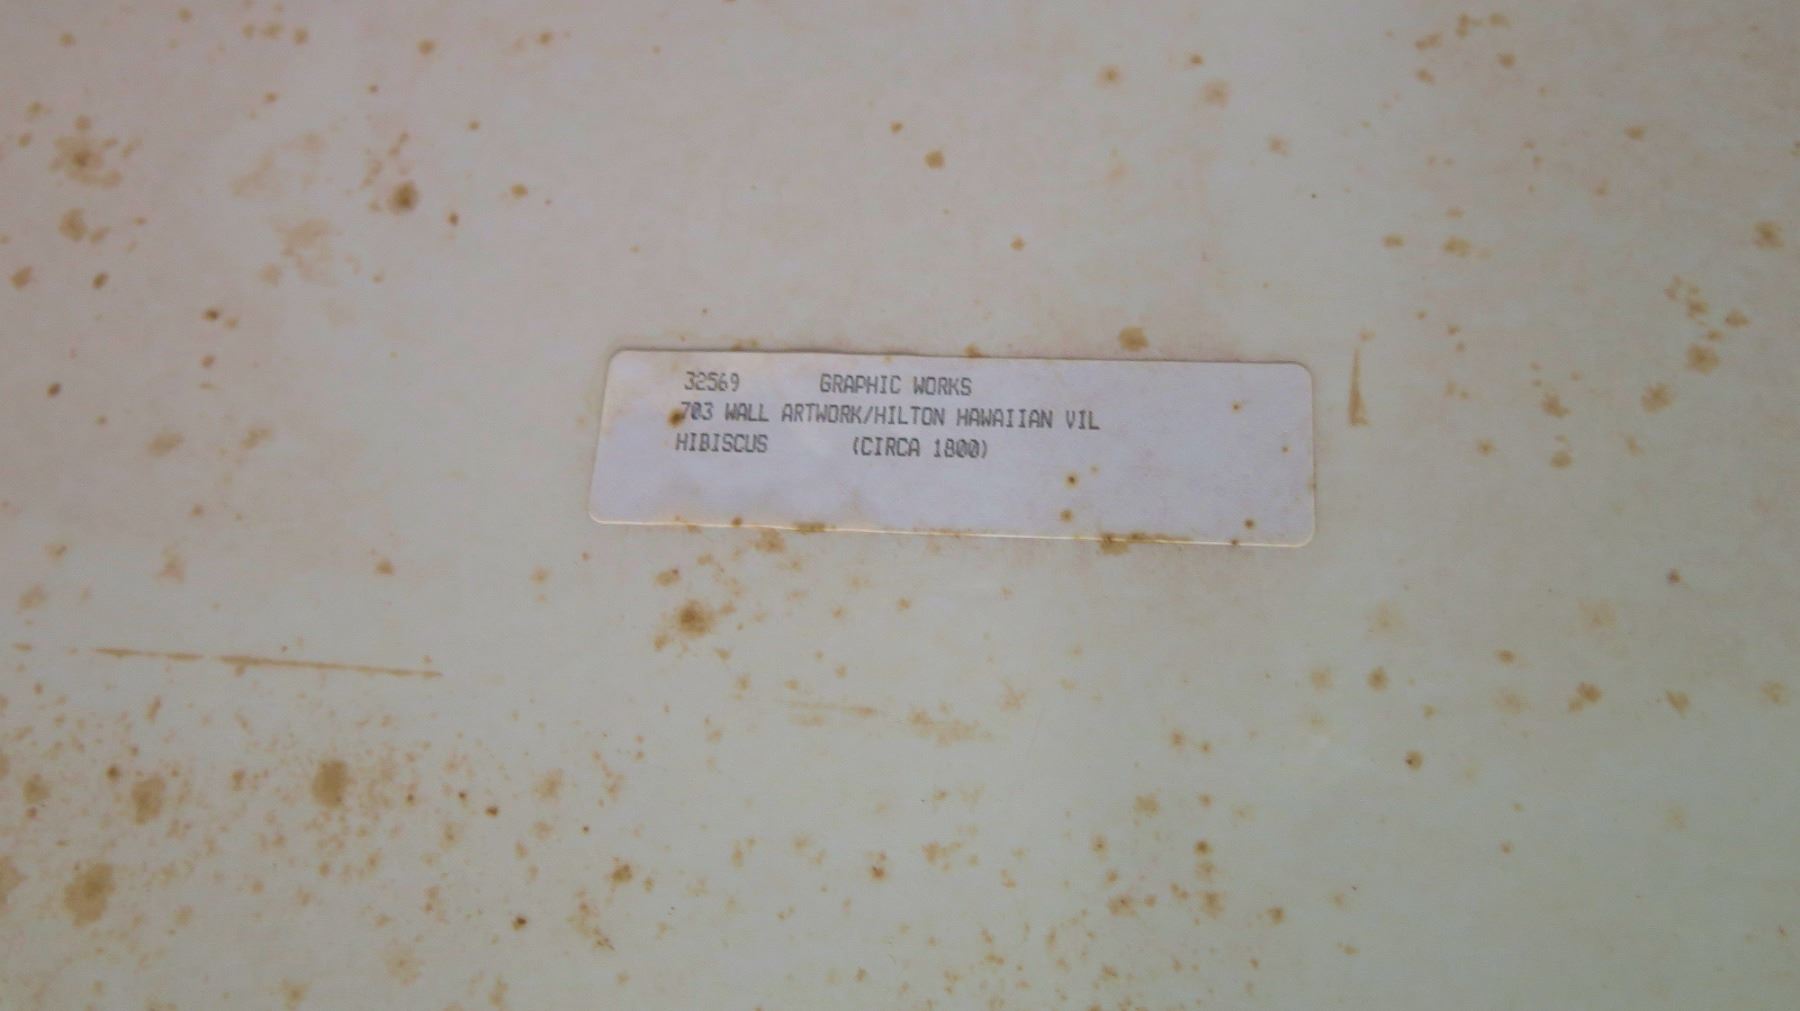 32569 GRAPHIC WORKS
703 WALL ARTWORK/HILTON HAWAIIAN VIL
HIBISCUS (CIRCA 1800)